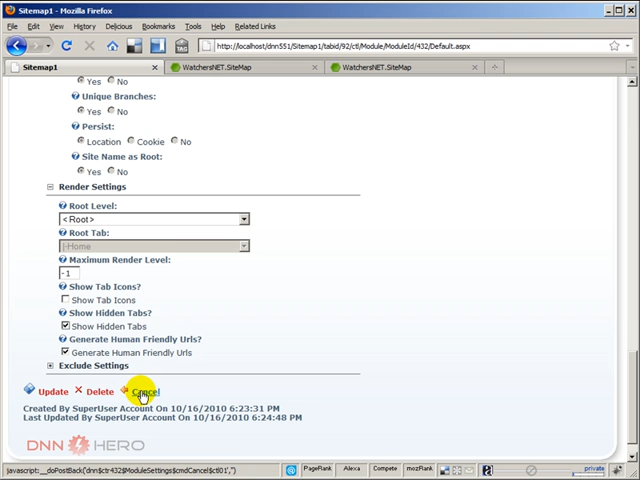 Sitemap1 - Mozilla Firefox
File Edit View History Delicious Bookmarks Tools Help Related Links
TAG http://localhost/dnn551/Sitemap1/tabid/92/ctl/Module/ModuleId/432/Default.aspx
Sitemap1 WatchersNET.SiteMap WatchersNET.SiteMap
Yes No
Unique Branches:
Yes No
Persist:
Location Cookie No
Site Name as Root:
Yes No
Render Settings
Root Level:
<Root>
Root Tab:
|-Home
Maximum Render Level:
-1
Show Tab Icons?
Show Tab Icons
Show Hidden Tabs?
Show Hidden Tabs
Generate Human Friendly Urls?
Generate Human Friendly Urls
Exclude Settings
Update Delete Cancel
Created By SuperUser Account On 10/16/2010 6:23:31 PM
Last Updated By SuperUser Account On 10/16/2010 6:24:48 PM
DNN HERO
javascript:__doPostBack('dnn$ctr432$ModuleSettings$cmdCancel$ctl01','') PageRank Alexa Compete mozRank private